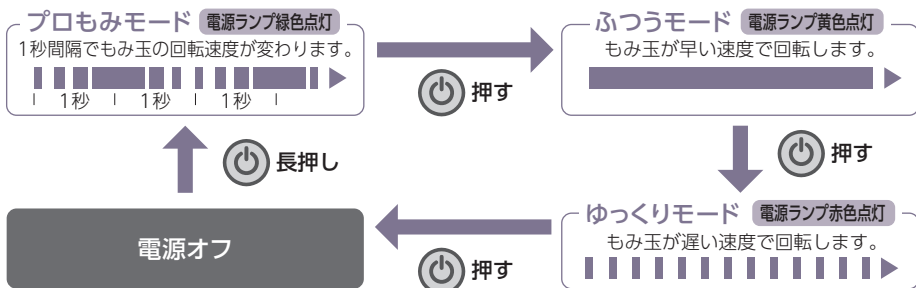 プロもみモード 電源ランプ緑色点灯
1秒間隔でもみ玉の回転速度が変わります。
1秒 1秒 1秒
押す
ふつうモード 電源ランプ黄色点灯
もみ玉が早い速度で回転します。
押す
ゆっくりモード 電源ランプ赤色点灯
もみ玉が遅い速度で回転します。
押す
電源オフ
長押し